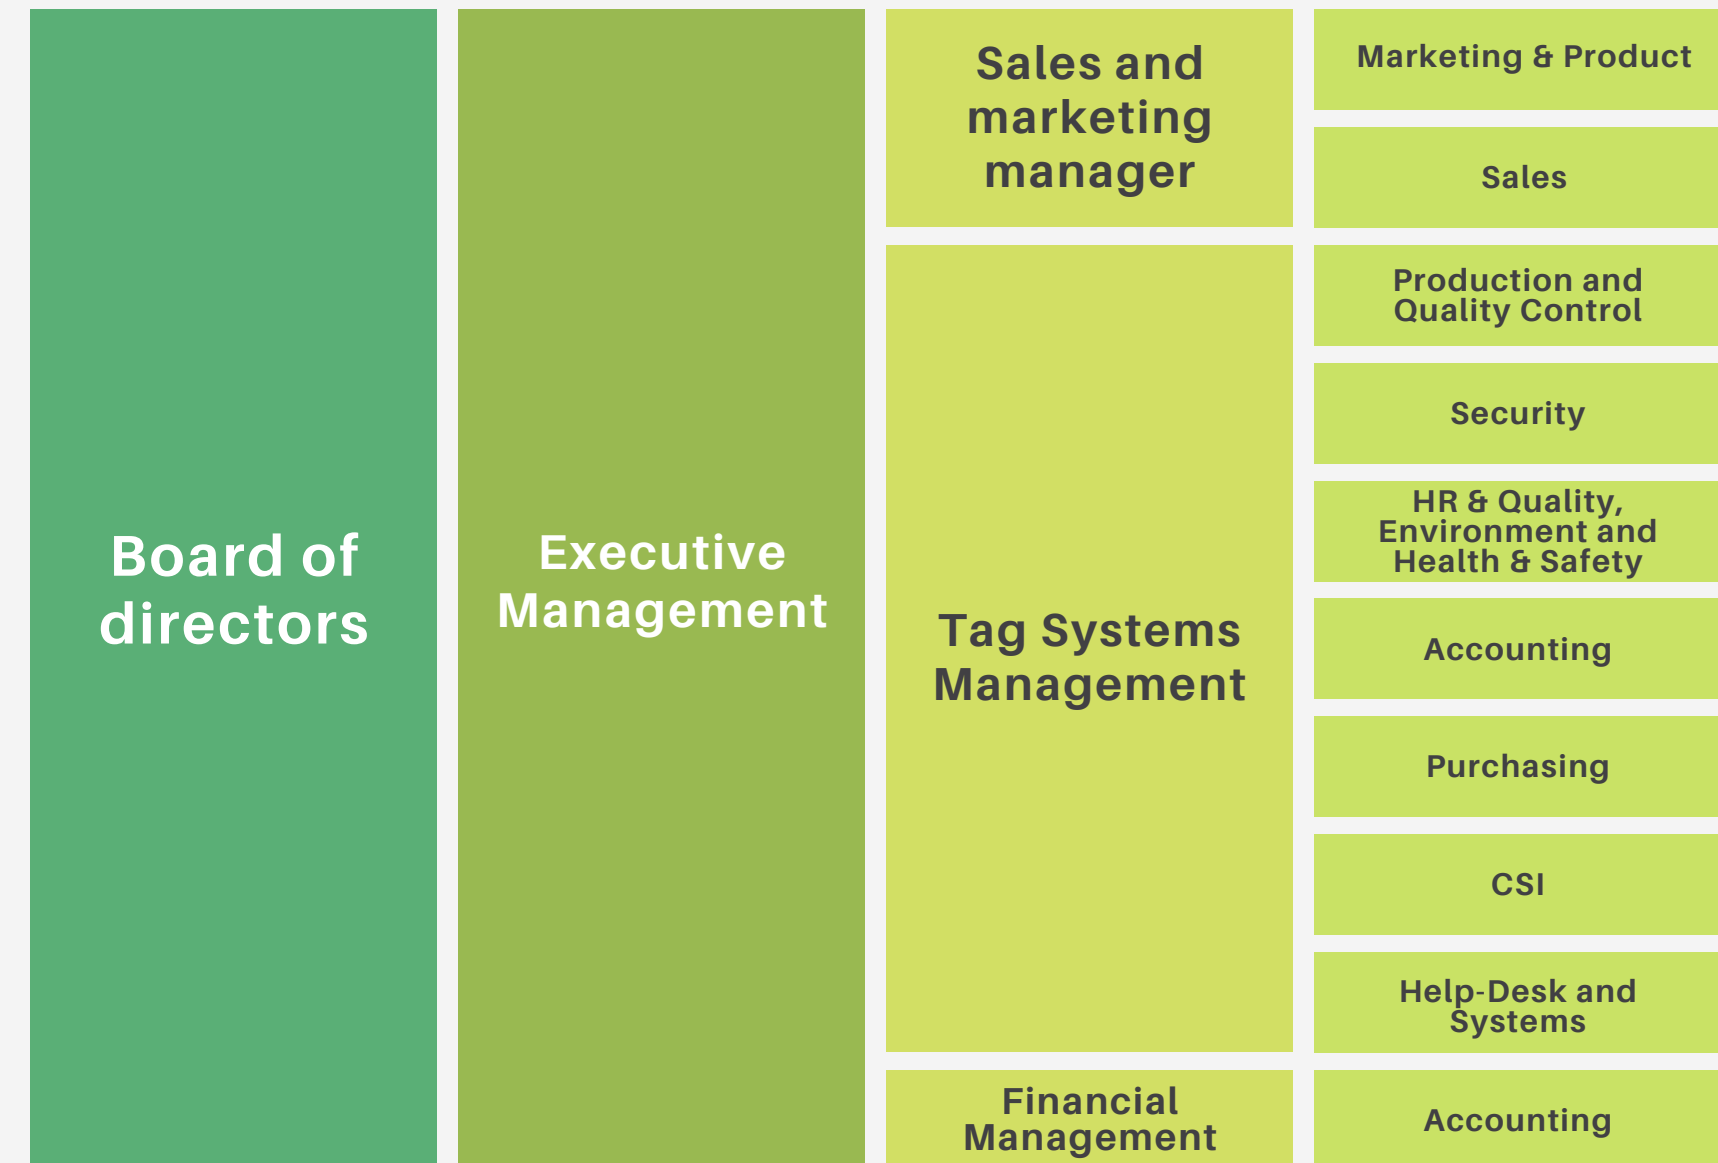 Board of
directors
Executive
Management
Sales and
marketing
manager
Tag Systems
Management
Financial
Management
Marketing & Product
Sales
Production and
Quality Control
Security
HR & Quality,
Environment and
Health & Safety
Accounting
Purchasing
CSI
Help-Desk and
Systems
Accounting